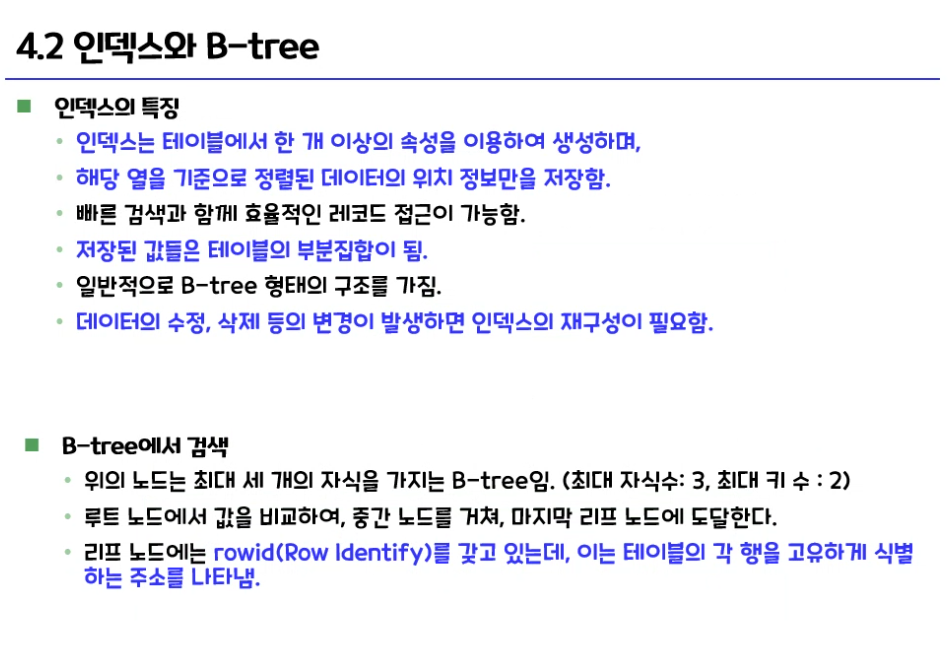 4.2 인덱스와 B-tree
인덱스의 특징
인덱스는 테이블에서 한 개 이상의 속성을 이용하여 생성하며,
해당 열을 기준으로 정렬된 데이터의 위치 정보만을 저장함.
빠른 검색과 함께 효율적인 레코드 접근이 가능함.
저장된 값들은 테이블의 부분집합이 됨.
일반적으로 B-tree 형태의 구조를 가짐.
데이터의 수정, 삭제 등의 변경이 발생하면 인덱스의 재구성이 필요함.
B-tree에서 검색
위의 노드는 최대 세 개의 자식을 가지는 B-tree임. (최대 자식수: 3, 최대 키 수 : 2)
루트 노드에서 값을 비교하여, 중간 노드를 거쳐, 마지막 리프 노드에 도달한다.
리프 노드에는 rowid(Row Identify)를 갖고 있는데, 이는 테이블의 각 행을 고유하게 식별
하는 주소를 나타냄.